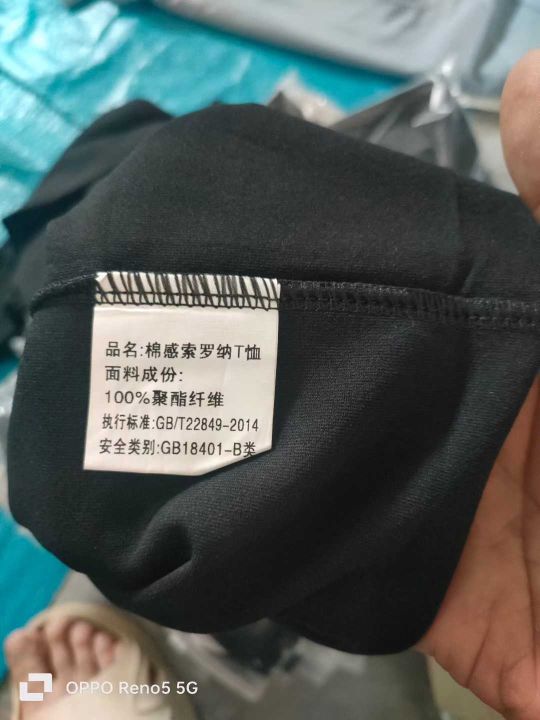 品名:棉感索罗纳T恤
面料成份:
100%聚酯纤维
执行标准:GB/T22849-2014
安全类别:GB18401-B类
OPPO Reno5 5G